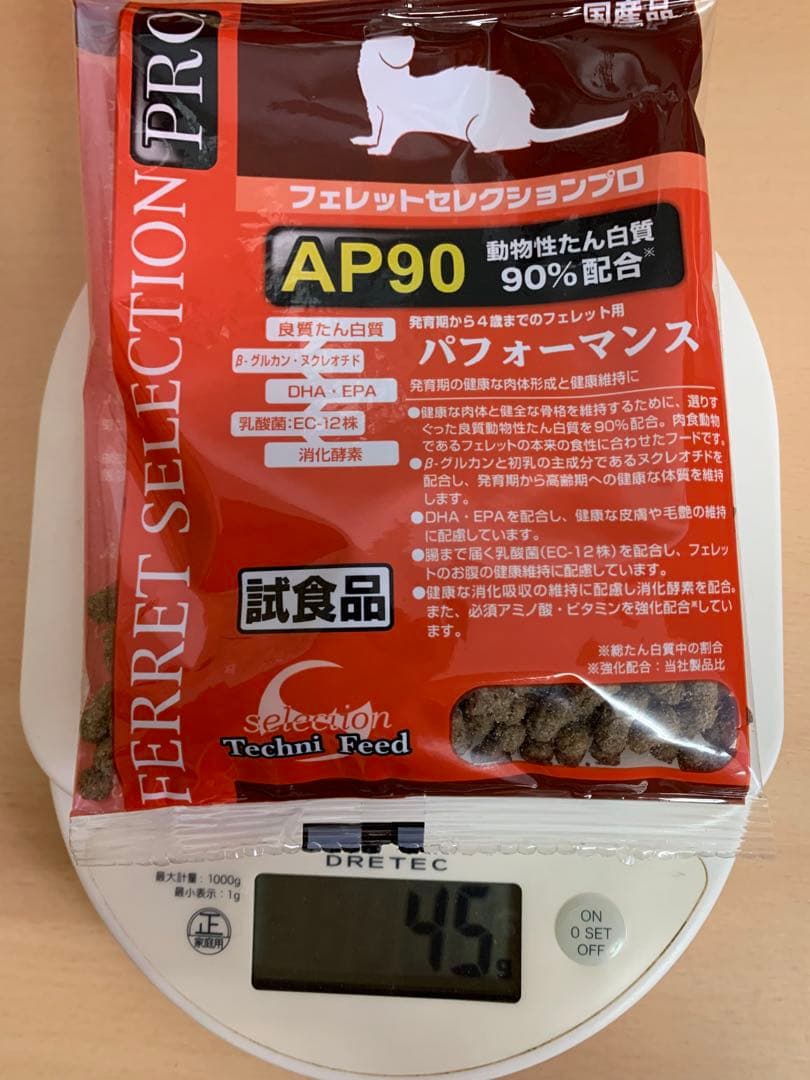 国産品
FERRET SELECTION PRO
フェレットセレクションプロ
AP90
動物性たん白質
90%配合※
良質たん白質
β-グルカン・ヌクレオチド
DHA・EPA
乳酸菌:EC-12株
消化酵素
発育期から4歳までのフェレット用
パフォーマンス
発育期の健康な肉体形成と健康維持に
●健康な肉体と健全な骨格を維持するために、選りす
ぐった良質動物性たん白質を90%配合。肉食動物
であるフェレットの本来の食性に合わせたフードです。
●β-グルカンと初乳の主成分であるヌクレオチドを
配合し、発育期から高齢期への健康な体質を維持
します。
●DHA・EPAを配合し、健康な皮膚や毛艶の維持
に配慮しています。
●腸まで届く乳酸菌(EC-12株)を配合し、フェレッ
トのお腹の健康維持に配慮しています。
●健康な消化吸収の維持に配慮し消化酵素を配合。
また、必須アミノ酸・ビタミンを強化配合※してい
ます。
※総たん白質中の割合
※強化配合:当社製品比
試食品
selection
Techni Feed
DRETEC
最大計量:1000g
最小表示:1g
正
家庭用
45g
ON
0 SET
OFF